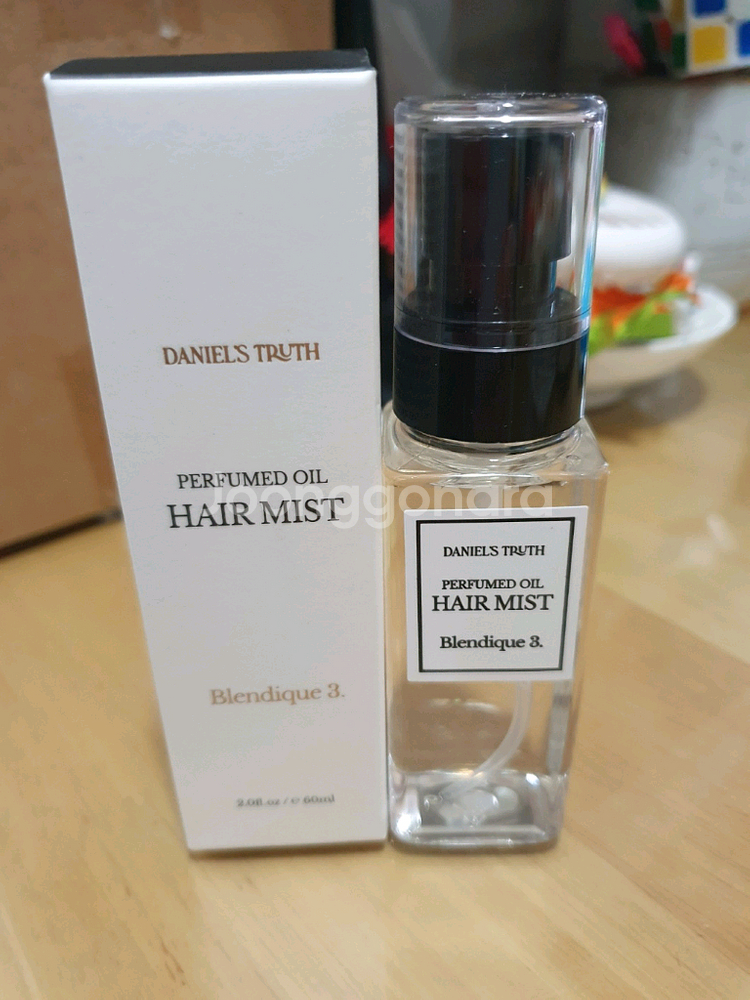 DANIEL'S TRUTH
PERFUMED OIL
HAIR MIST
Blendique 3.
2.0fl.oz / ℮ 60ml
DANIEL'S TRUTH
PERFUMED OIL
HAIR MIST
Blendique 3.
joonggonara